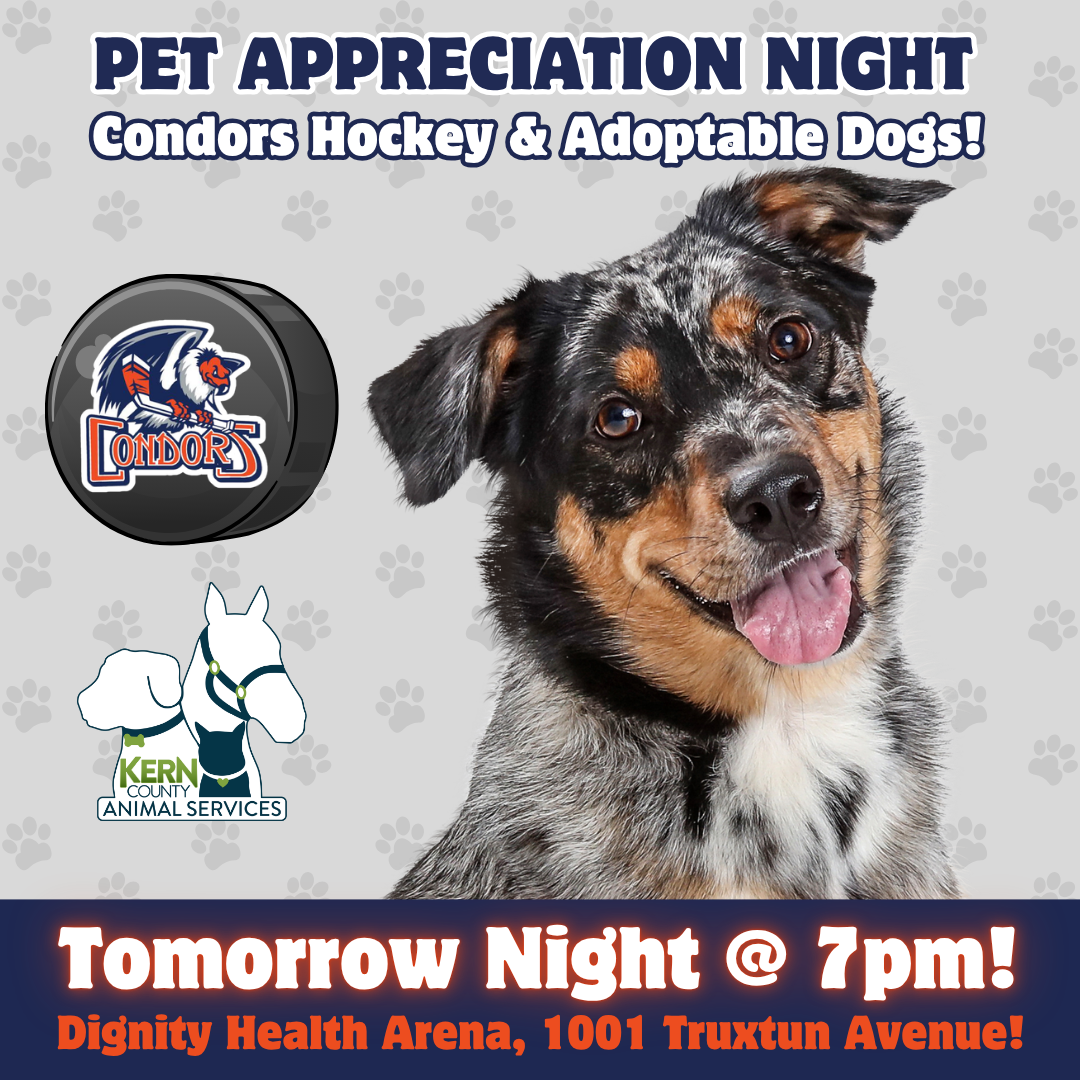 PET APPRECIATION NIGHT
Condors Hockey & Adoptable Dogs!
CONDORS
KERN
COUNTY
ANIMAL SERVICES
Tomorrow Night @ 7pm!
Dignity Health Arena, 1001 Truxtun Avenue!